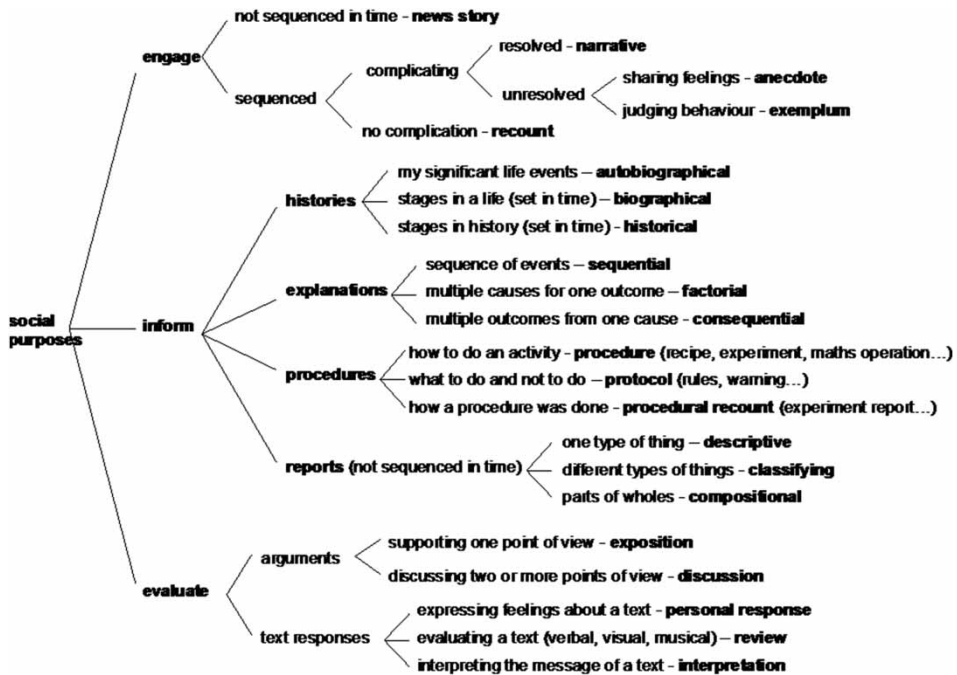 not sequenced in time - news story
engage
resolved - narrative
complicating
sharing feelings - anecdote
sequenced
unresolved
judging behaviour - exemplum
no complication - recount
my significant life events – autobiographical
histories
stages in a life (set in time) – biographical
stages in history (set in time) - historical
sequence of events – sequential
explanations
multiple causes for one outcome – factorial
multiple outcomes from one cause - consequential
social
purposes
inform
how to do an activity - procedure (recipe, experiment, maths operation...)
procedures
what to do and not to do – protocol (rules, warning...)
how a procedure was done - procedural recount (experiment report...)
one type of thing – descriptive
reports (not sequenced in time)
different types of things - classifying
parts of wholes - compositional
supporting one point of view - exposition
arguments
discussing two or more points of view - discussion
evaluate
expressing feelings about a text - personal response
text responses
evaluating a text (verbal, visual, musical) – review
interpreting the message of a text - interpretation